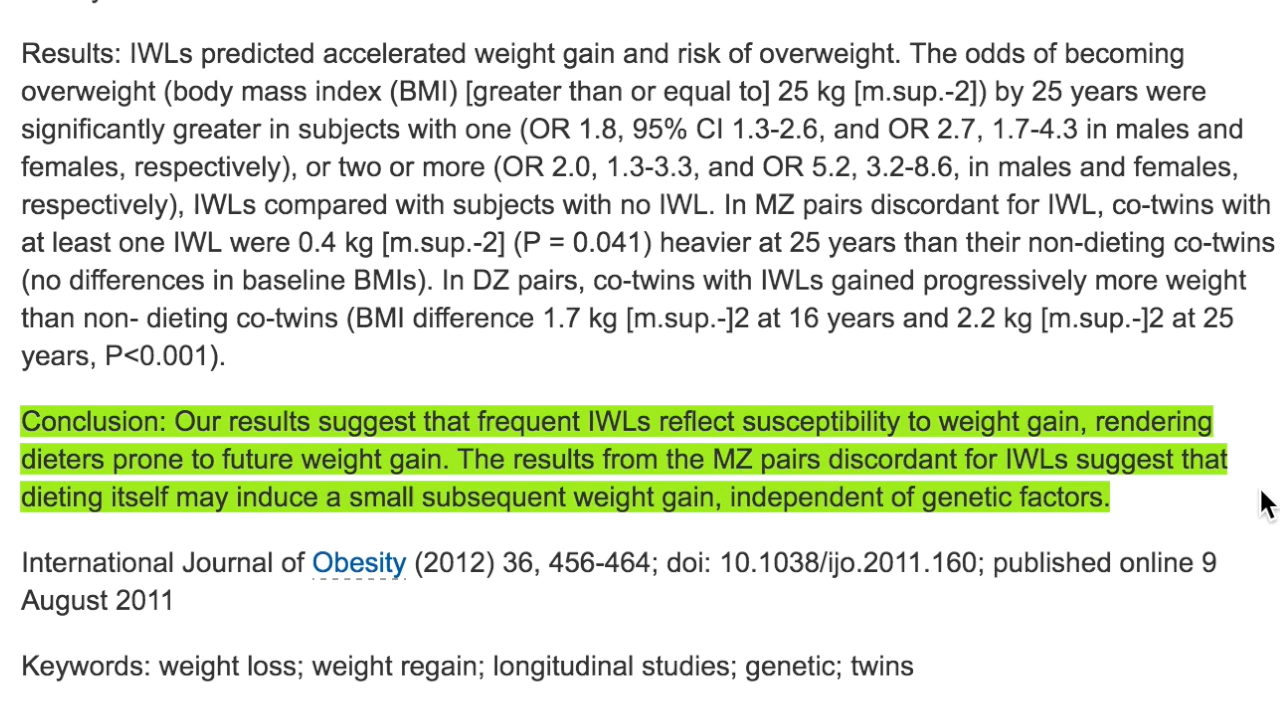 Results: IWLs predicted accelerated weight gain and risk of overweight. The odds of becoming
overweight (body mass index (BMI) [greater than or equal to] 25 kg [m.sup.-2]) by 25 years were
significantly greater in subjects with one (OR 1.8, 95% CI 1.3-2.6, and OR 2.7, 1.7-4.3 in males and
females, respectively), or two or more (OR 2.0, 1.3-3.3, and OR 5.2, 3.2-8.6, in males and females,
respectively), IWLs compared with subjects with no IWL. In MZ pairs discordant for IWL, co-twins with
at least one IWL were 0.4 kg [m.sup.-2] (P = 0.041) heavier at 25 years than their non-dieting co-twins
(no differences in baseline BMIs). In DZ pairs, co-twins with IWLs gained progressively more weight
than non- dieting co-twins (BMI difference 1.7 kg [m.sup.-]2 at 16 years and 2.2 kg [m.sup.-]2 at 25
years, P<0.001).
Conclusion: Our results suggest that frequent IWLs reflect susceptibility to weight gain, rendering
dieters prone to future weight gain. The results from the MZ pairs discordant for IWLs suggest that
dieting itself may induce a small subsequent weight gain, independent of genetic factors.
International Journal of Obesity (2012) 36, 456-464; doi: 10.1038/ijo.2011.160; published online 9
August 2011
Keywords: weight loss; weight regain; longitudinal studies; genetic; twins